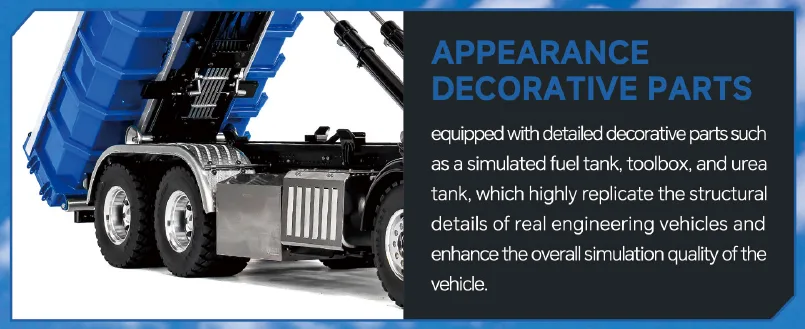 APPEARANCE
DECORATIVE PARTS
equipped with detailed decorative parts such
as a simulated fuel tank, toolbox, and urea
tank, which highly replicate the structural
details of real engineering vehicles and
enhance the overall simulation quality of the
vehicle.